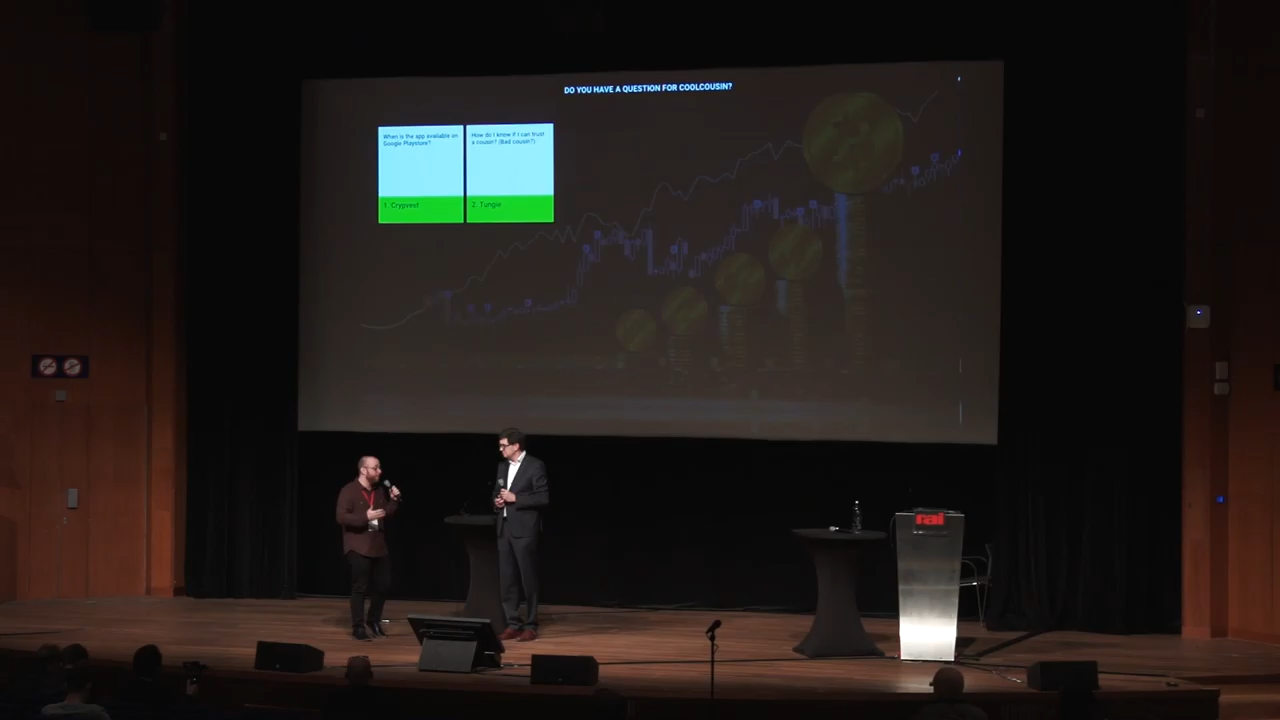 DO YOU HAVE A QUESTION FOR COOLCOUSIN?
When is the app available on
Google Playstore?
1. Crypvest
How do I know if I can trust
a cousin? (Bad cousin?)
2. Tungie
rai